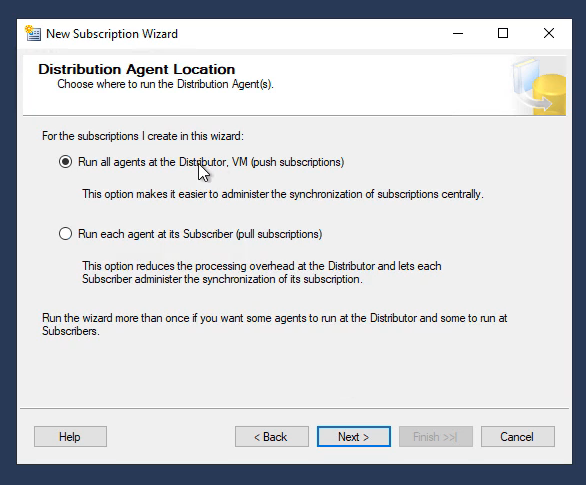 New Subscription Wizard
Distribution Agent Location
Choose where to run the Distribution Agent(s).
For the subscriptions I create in this wizard:
Run all agents at the Distributor, VM (push subscriptions)
This option makes it easier to administer the synchronization of subscriptions centrally.
Run each agent at its Subscriber (pull subscriptions)
This option reduces the processing overhead at the Distributor and lets each
Subscriber administer the synchronization of its subscription.
Run the wizard more than once if you want some agents to run at the Distributor and some to run at
Subscribers.
Help
< Back
Next >
Finish >>|
Cancel